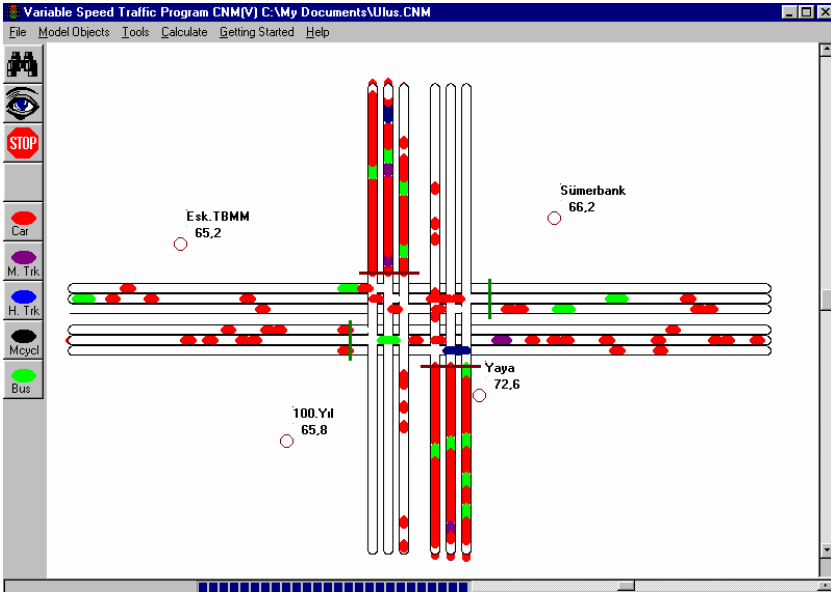 Variable Speed Traffic Program CNM(V) C:\My Documents\Ulus.CNM
File Model Objects Tools Calculate Getting Started Help
STOP
Car
M. Trk
H. Trk
Mcycl
Bus
Esk.TBMM
65,2
Sümerbank
66,2
Yaya
72,6
100.Yıl
65,8